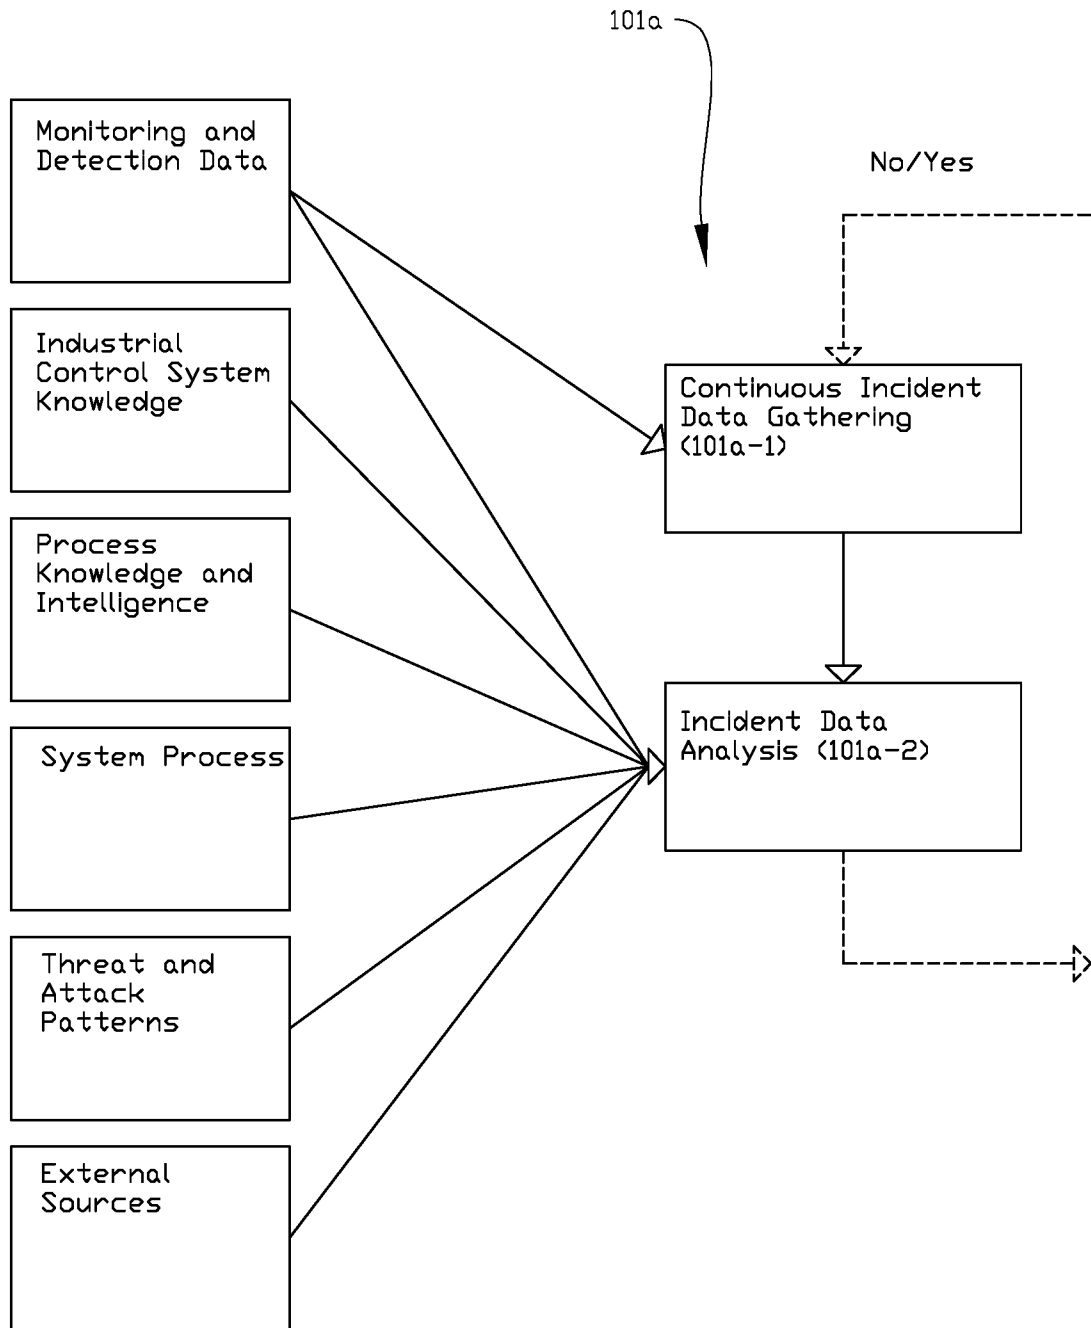 101a
Monitoring and
Detection Data
No/Yes
Industrial
Control System
Knowledge
Continuous Incident
Data Gathering
(101a-1)
Process
Knowledge and
Intelligence
System Process
Incident Data
Analysis (101a-2)
Threat and
Attack
Patterns
External
Sources